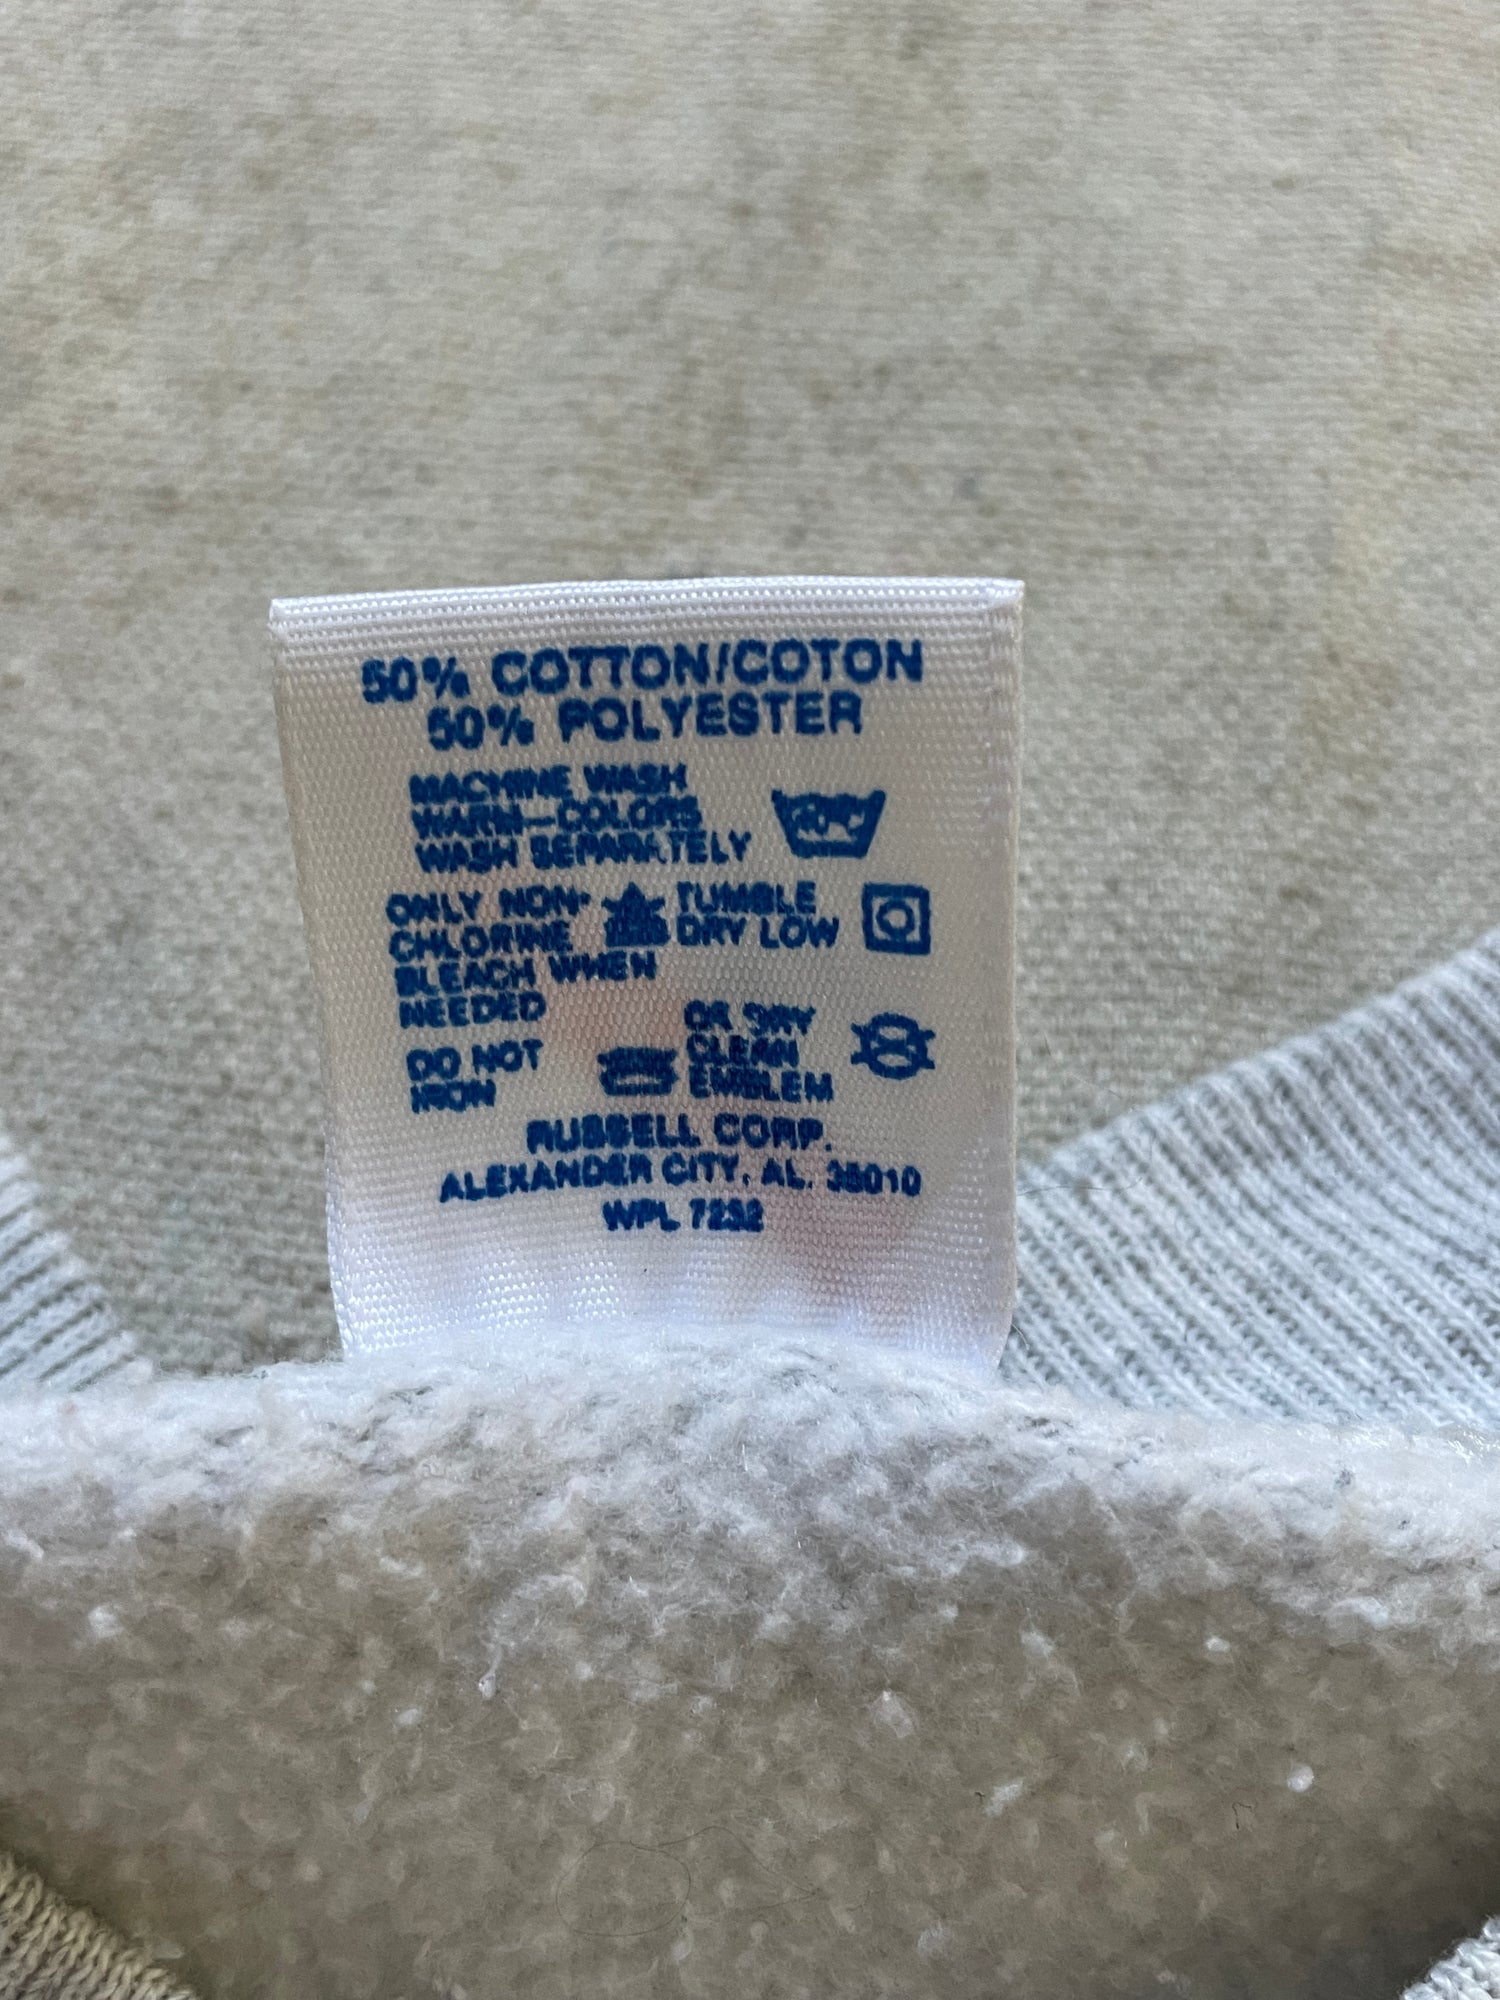 50% COTTON/COTON
50% POLYESTER
MACHINE WASH
WARM—COLORS
WASH SEPARATELY
ONLY NON-
CHLORINE
BLEACH WHEN
NEEDED
TUMBLE
DRY LOW
DO NOT
IRON
OR DRY
CLEAN
EMBLEM
RUSSELL CORP.
ALEXANDER CITY, AL. 35010
WPL 7232